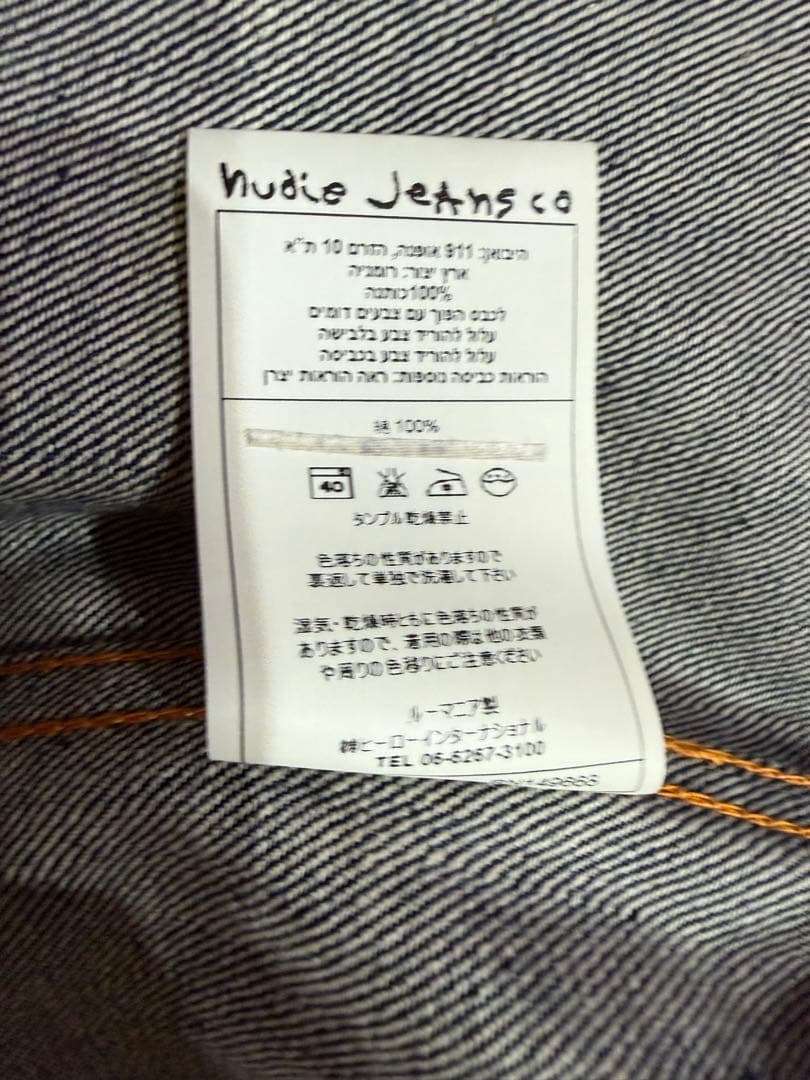 nudie Jeans co
היבואן: 911 אופנה, הזרם 10 ת"א
ארץ יצור: רומניה
100%כותנה
לכבס הפוך עם צבעים דומים
עלול להוריד צבע בלבישה
עלול להוריד צבע בכביסה
הוראות כביסה נוספות: ראה הוראות יצרן
綿 100%
40
タンブル乾燥禁止
色落ちの性質がありますので
裏返して単独で洗濯して下さい
湿気・乾燥時ともに色落ちの性質が
ありますので、着用の際は他の衣類
や周りの色移りにご注意ください
ルーマニア製
㈱ヒーローインターナショナル
TEL 06-6267-3100